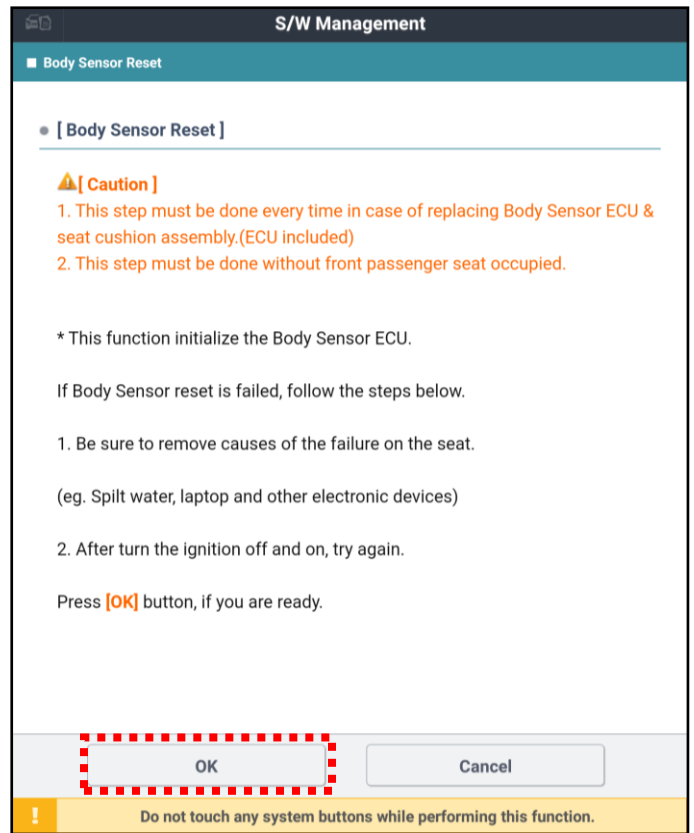 S/W Management
Body Sensor Reset
[ Body Sensor Reset ]
[ Caution ]
1. This step must be done every time in case of replacing Body Sensor ECU &
seat cushion assembly.(ECU included)
2. This step must be done without front passenger seat occupied.
* This function initialize the Body Sensor ECU.
If Body Sensor reset is failed, follow the steps below.
1. Be sure to remove causes of the failure on the seat.
(eg. Spilt water, laptop and other electronic devices)
2. After turn the ignition off and on, try again.
Press [OK] button, if you are ready.
OK
Cancel
! Do not touch any system buttons while performing this function.